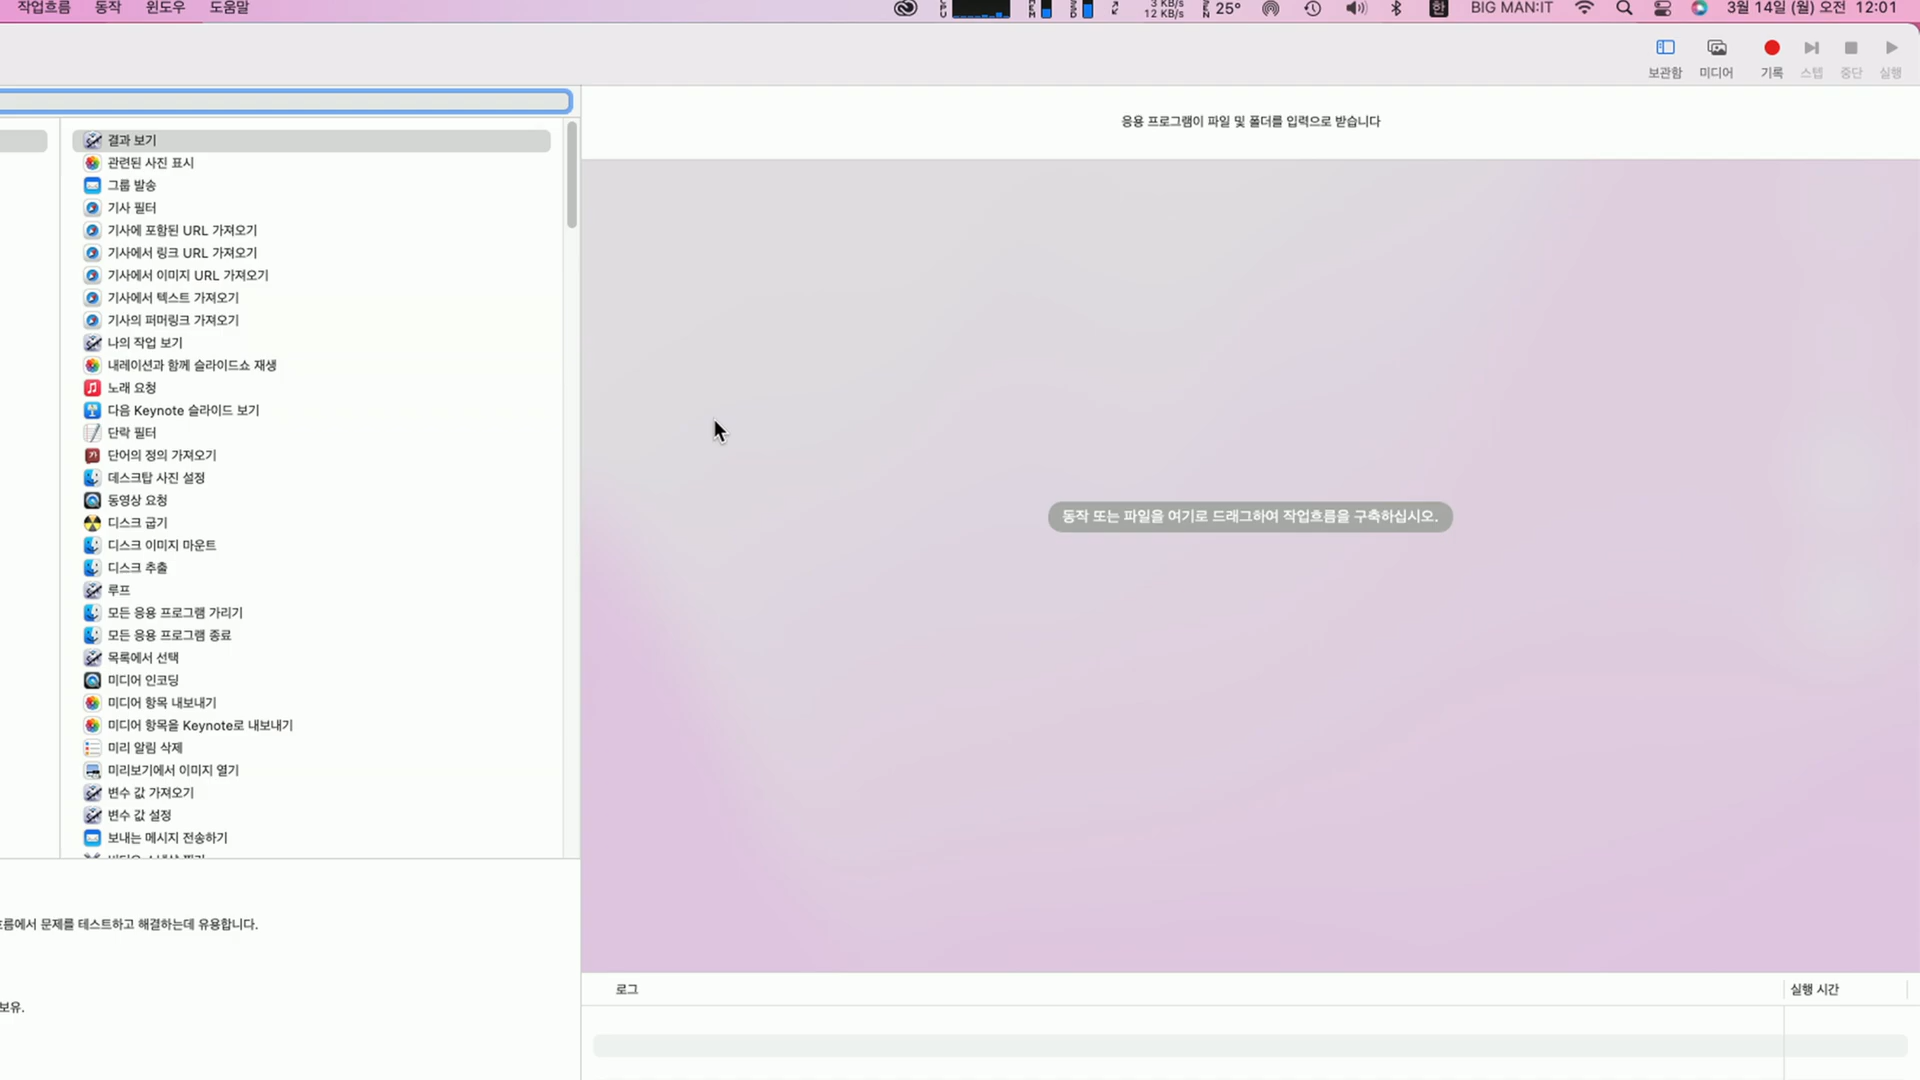 작업흐름 동작 윈도우 도움말
3 KB/s
12 KB/s
25°
한
BIG MAN:IT
3월 14일 (월) 오전 12:01
보관함 미디어 기록 스텝 중단 실행
응용 프로그램이 파일 및 폴더를 입력으로 받습니다
결과 보기
관련된 사진 표시
그룹 발송
기사 필터
기사에 포함된 URL 가져오기
기사에서 링크 URL 가져오기
기사에서 이미지 URL 가져오기
기사에서 텍스트 가져오기
기사의 퍼머링크 가져오기
나의 작업 보기
내레이션과 함께 슬라이드쇼 재생
노래 요청
다음 Keynote 슬라이드 보기
단락 필터
단어의 정의 가져오기
데스크탑 사진 설정
동영상 요청
디스크 굽기
디스크 이미지 마운트
디스크 추출
루프
모든 응용 프로그램 가리기
모든 응용 프로그램 종료
목록에서 선택
미디어 인코딩
미디어 항목 내보내기
미디어 항목을 Keynote로 내보내기
미리 알림 삭제
미리보기에서 이미지 열기
변수 값 가져오기
변수 값 설정
보내는 메시지 전송하기
동작 또는 파일을 여기로 드래그하여 작업흐름을 구축하십시오.
흐름에서 문제를 테스트하고 해결하는데 유용합니다.
보유.
로그 실행 시간